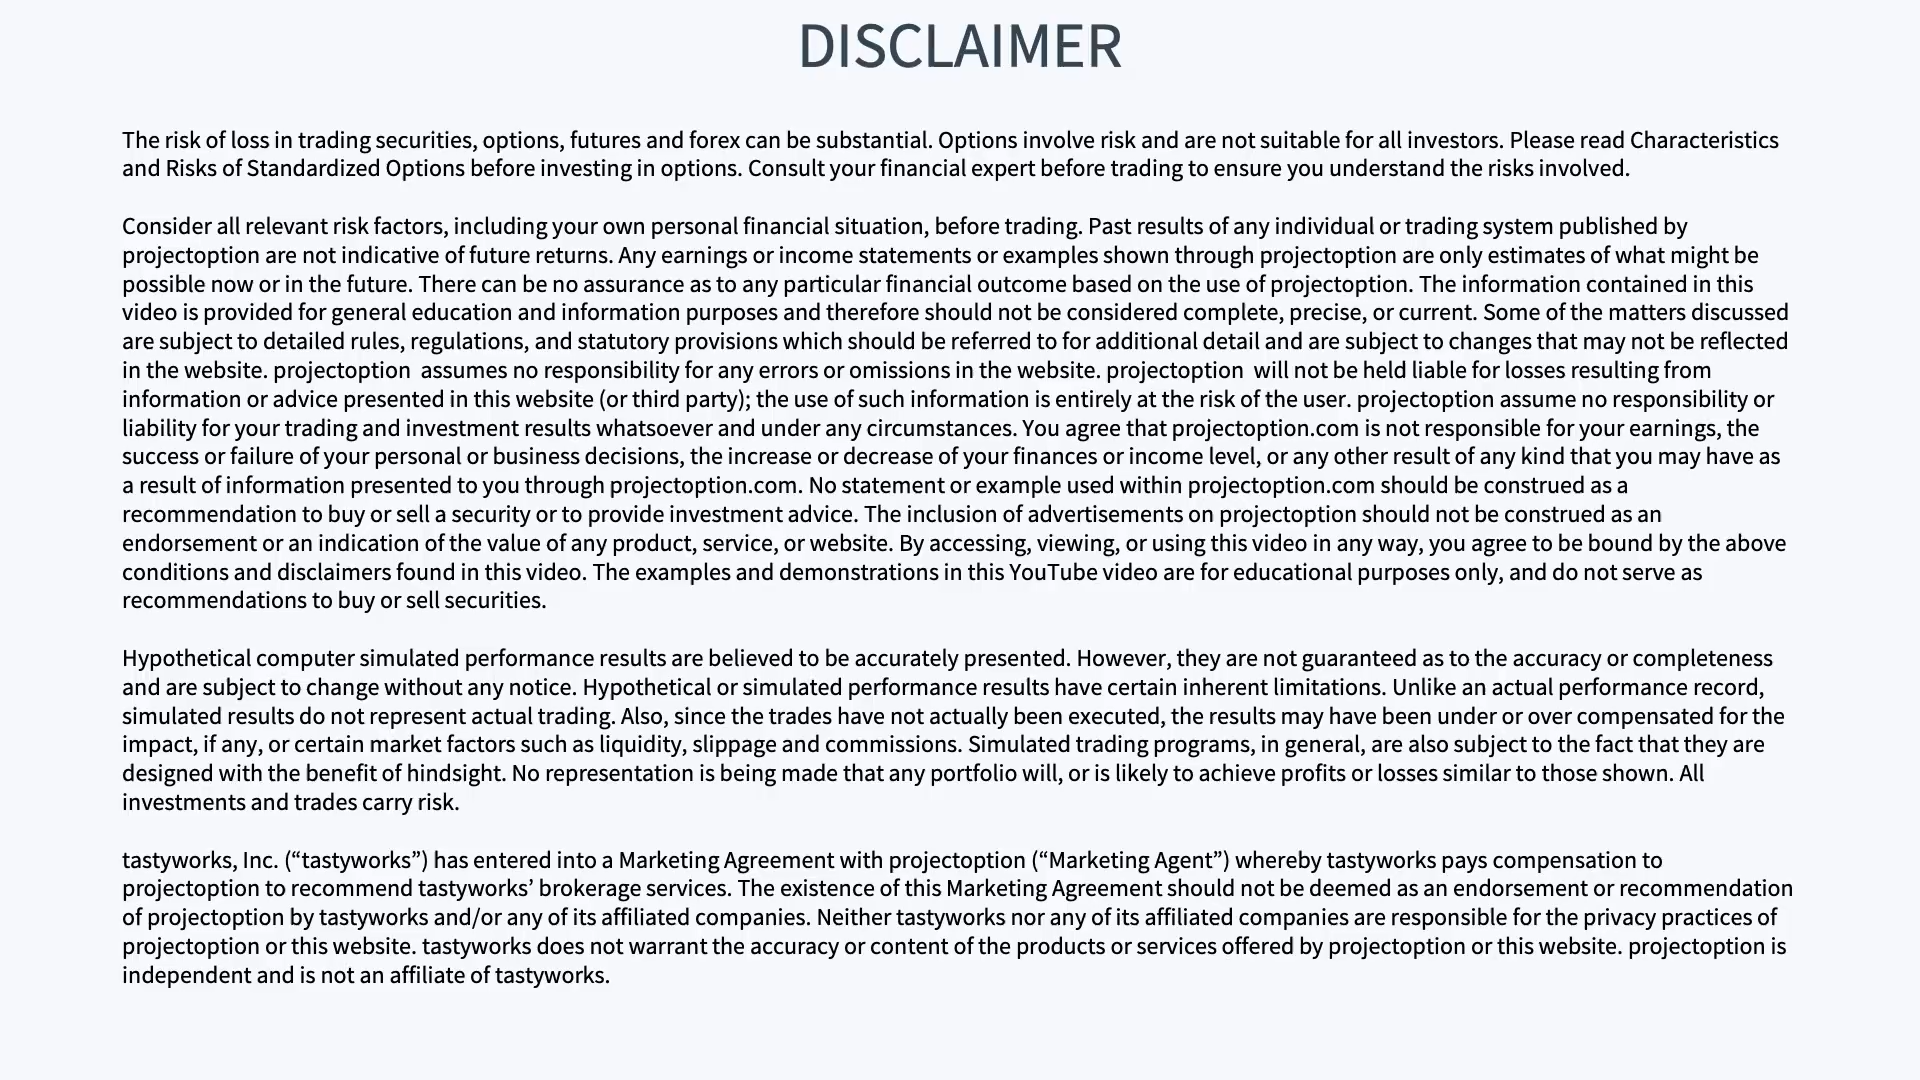 DISCLAIMER
The risk of loss in trading securities, options, futures and forex can be substantial. Options involve risk and are not suitable for all investors. Please read Characteristics
and Risks of Standardized Options before investing in options. Consult your financial expert before trading to ensure you understand the risks involved.
Consider all relevant risk factors, including your own personal financial situation, before trading. Past results of any individual or trading system published by
projectoption are not indicative of future returns. Any earnings or income statements or examples shown through projectoption are only estimates of what might be
possible now or in the future. There can be no assurance as to any particular financial outcome based on the use of projectoption. The information contained in this
video is provided for general education and information purposes and therefore should not be considered complete, precise, or current. Some of the matters discussed
are subject to detailed rules, regulations, and statutory provisions which should be referred to for additional detail and are subject to changes that may not be reflected
in the website. projectoption  assumes no responsibility for any errors or omissions in the website. projectoption  will not be held liable for losses resulting from
information or advice presented in this website (or third party); the use of such information is entirely at the risk of the user. projectoption assume no responsibility or
liability for your trading and investment results whatsoever and under any circumstances. You agree that projectoption.com is not responsible for your earnings, the
success or failure of your personal or business decisions, the increase or decrease of your finances or income level, or any other result of any kind that you may have as
a result of information presented to you through projectoption.com. No statement or example used within projectoption.com should be construed as a
recommendation to buy or sell a security or to provide investment advice. The inclusion of advertisements on projectoption should not be construed as an
endorsement or an indication of the value of any product, service, or website. By accessing, viewing, or using this video in any way, you agree to be bound by the above
conditions and disclaimers found in this video. The examples and demonstrations in this YouTube video are for educational purposes only, and do not serve as
recommendations to buy or sell securities.
Hypothetical computer simulated performance results are believed to be accurately presented. However, they are not guaranteed as to the accuracy or completeness
and are subject to change without any notice. Hypothetical or simulated performance results have certain inherent limitations. Unlike an actual performance record,
simulated results do not represent actual trading. Also, since the trades have not actually been executed, the results may have been under or over compensated for the
impact, if any, or certain market factors such as liquidity, slippage and commissions. Simulated trading programs, in general, are also subject to the fact that they are
designed with the benefit of hindsight. No representation is being made that any portfolio will, or is likely to achieve profits or losses similar to those shown. All
investments and trades carry risk.
tastyworks, Inc. (“tastyworks”) has entered into a Marketing Agreement with projectoption (“Marketing Agent”) whereby tastyworks pays compensation to
projectoption to recommend tastyworks’ brokerage services. The existence of this Marketing Agreement should not be deemed as an endorsement or recommendation
of projectoption by tastyworks and/or any of its affiliated companies. Neither tastyworks nor any of its affiliated companies are responsible for the privacy practices of
projectoption or this website. tastyworks does not warrant the accuracy or content of the products or services offered by projectoption or this website. projectoption is
independent and is not an affiliate of tastyworks.